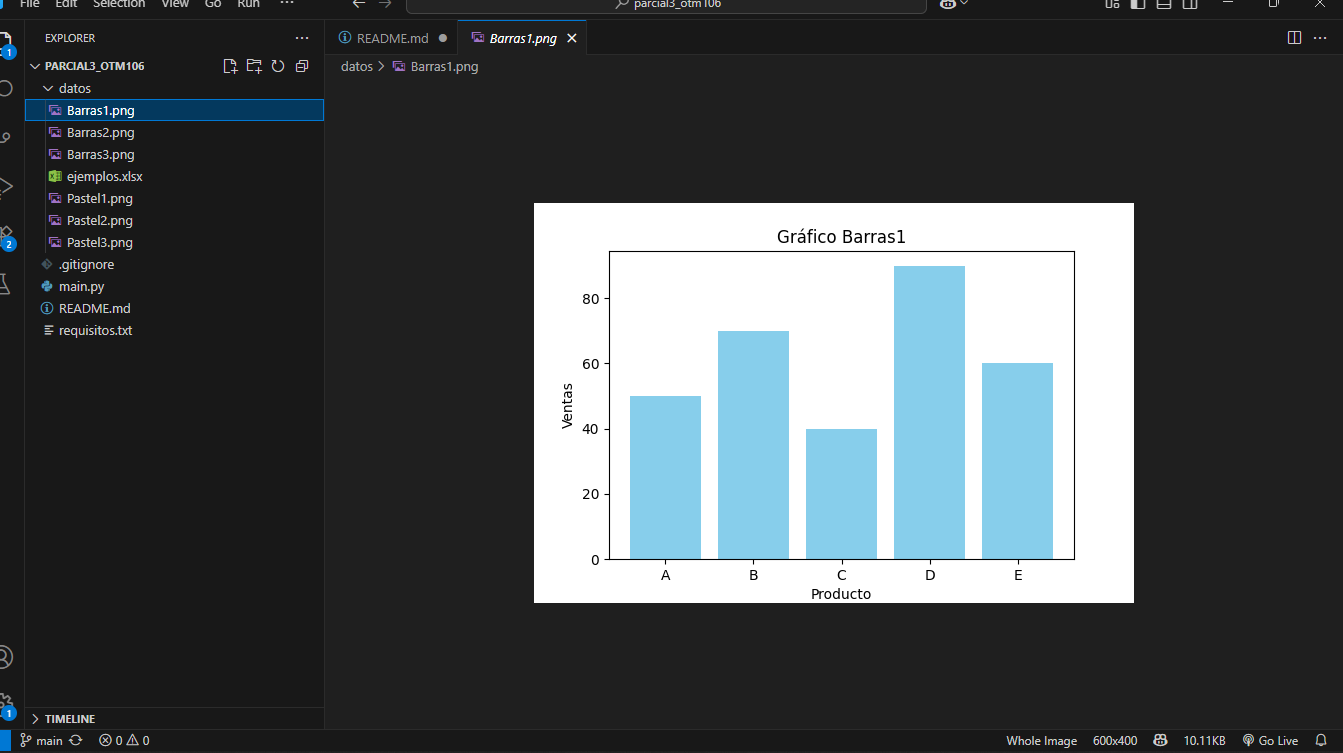 File Edit Selection View Go Run ···
parcial3_otm106
EXPLORER ···
README.md
Barras1.png
PARCIAL3_OTM106
datos > Barras1.png
datos
Barras1.png
Barras2.png
Barras3.png
ejemplos.xlsx
Pastel1.png
Pastel2.png
Pastel3.png
.gitignore
main.py
README.md
requisitos.txt
1
2
1
Gráfico Barras1
Ventas
80
60
40
20
0
A B C D E
Producto
TIMELINE
main
0 0
Whole Image 600x400 10.11KB Go Live